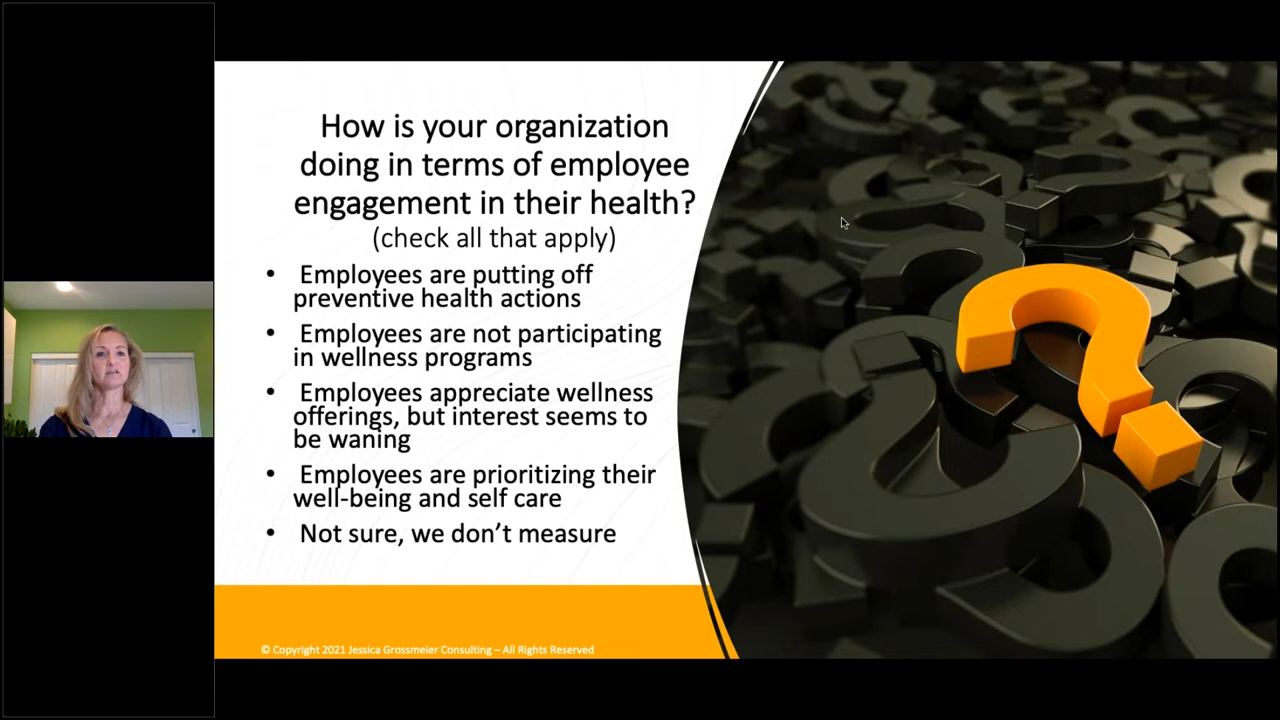 How is your organization
doing in terms of employee
engagement in their health?
(check all that apply)
• Employees are putting off
preventive health actions
• Employees are not participating
in wellness programs
• Employees appreciate wellness
offerings, but interest seems to
be waning
• Employees are prioritizing their
well-being and self care
• Not sure, we don’t measure
© Copyright 2021 Jessica Grossmeier Consulting – All Rights Reserved